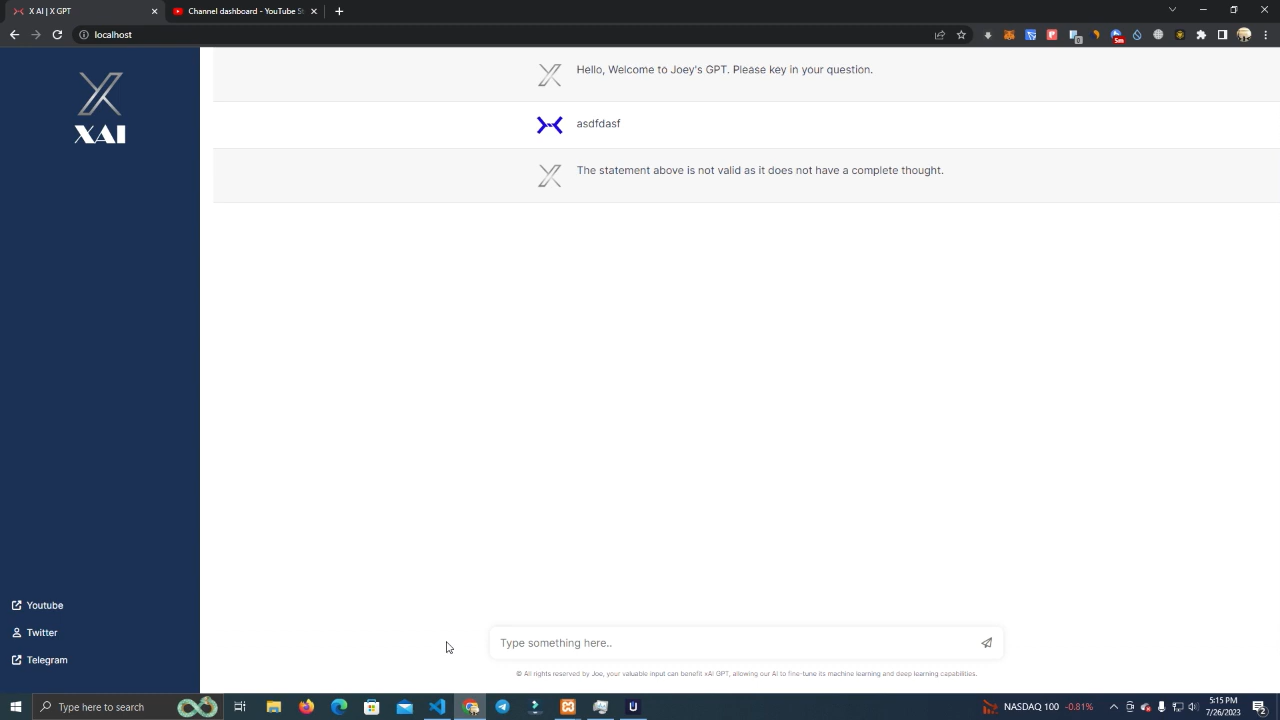 X AI | X GPT
Channel dashboard - YouTube St
localhost
5m
XAI
Hello, Welcome to Joey's GPT. Please key in your question.
asdfdasf
The statement above is not valid as it does not have a complete thought.
Youtube
Twitter
Telegram
Type something here..
© All rights reserved by Joe, your valuable input can benefit xAI GPT, allowing our AI to fine-tune its machine learning and deep learning capabilities.
Type here to search
NASDAQ 100 -0.81%
5:15 PM
7/26/2023